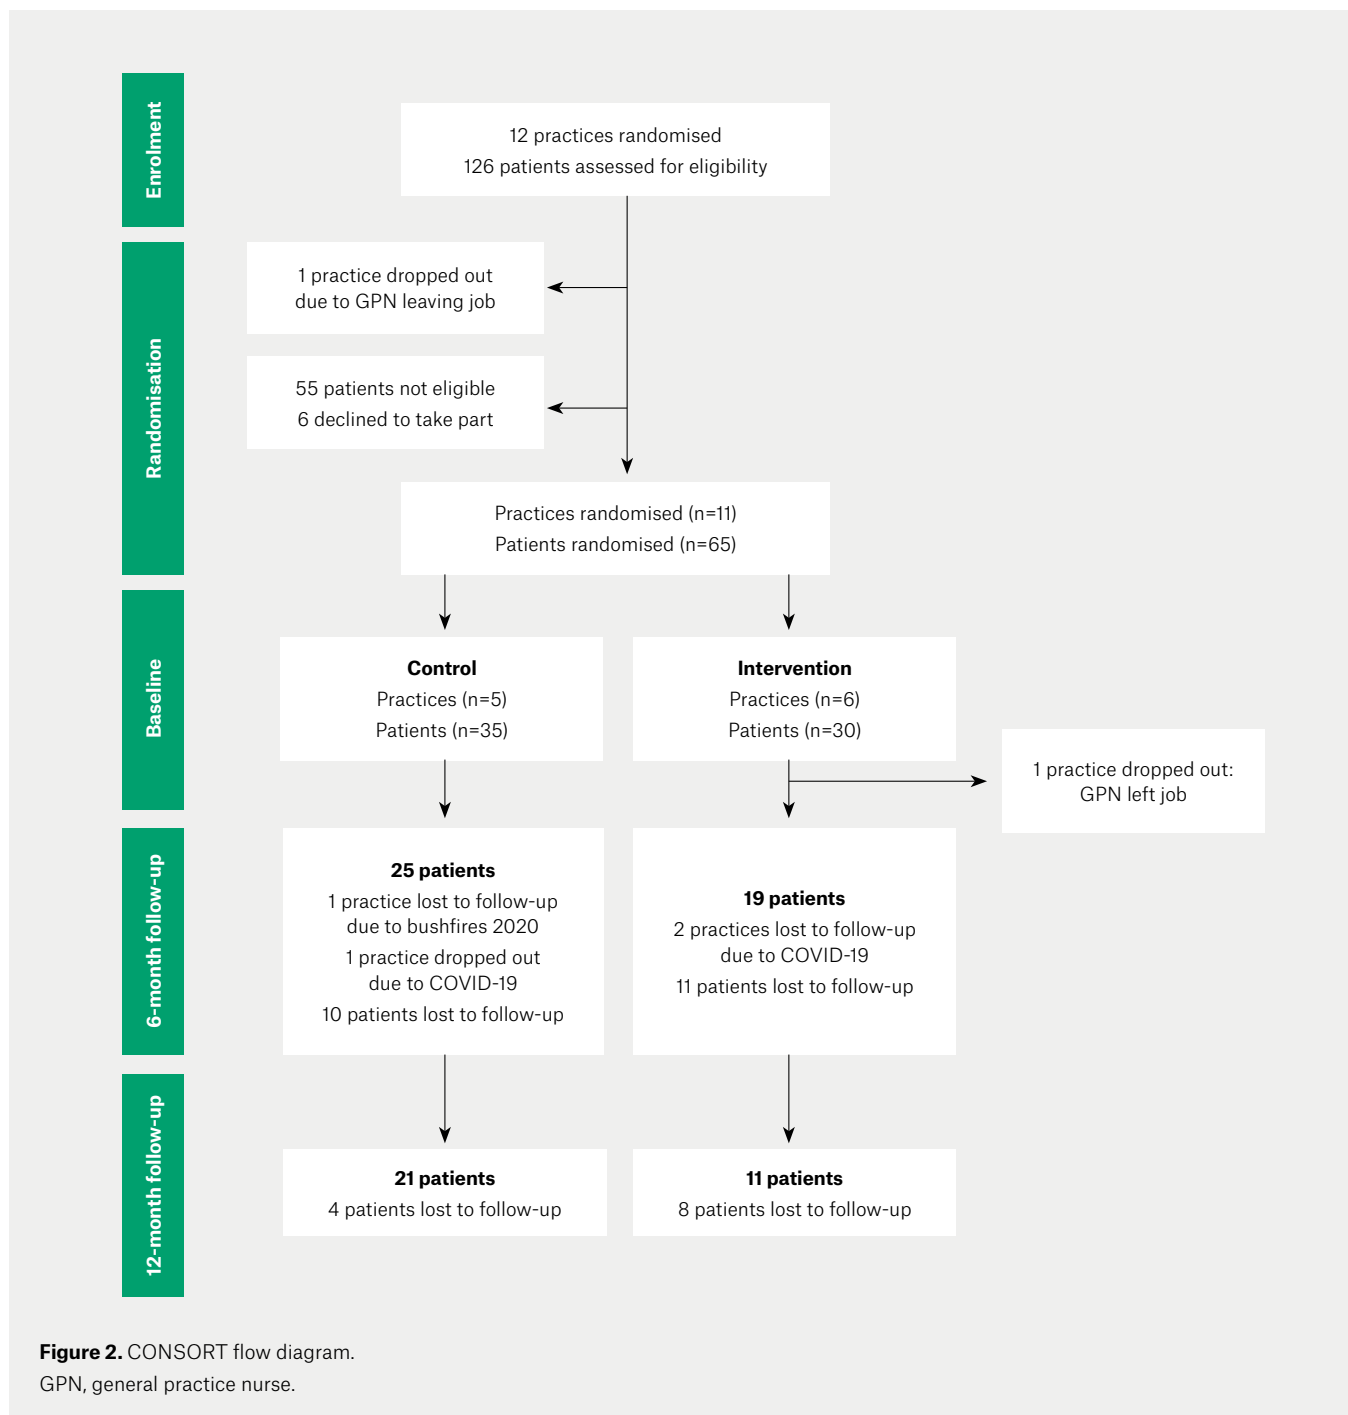 Enrolment
12 practices randomised
126 patients assessed for eligibility
Randomisation
1 practice dropped out
due to GPN leaving job
55 patients not eligible
6 declined to take part
Practices randomised (n=11)
Patients randomised (n=65)
Baseline
Control
Practices (n=5)
Patients (n=35)
Intervention
Practices (n=6)
Patients (n=30)
1 practice dropped out:
GPN left job
6-month follow-up
25 patients
1 practice lost to follow-up
due to bushfires 2020
1 practice dropped out
due to COVID-19
10 patients lost to follow-up
19 patients
2 practices lost to follow-up
due to COVID-19
11 patients lost to follow-up
12-month follow-up
21 patients
4 patients lost to follow-up
11 patients
8 patients lost to follow-up
Figure 2. CONSORT flow diagram.
GPN, general practice nurse.